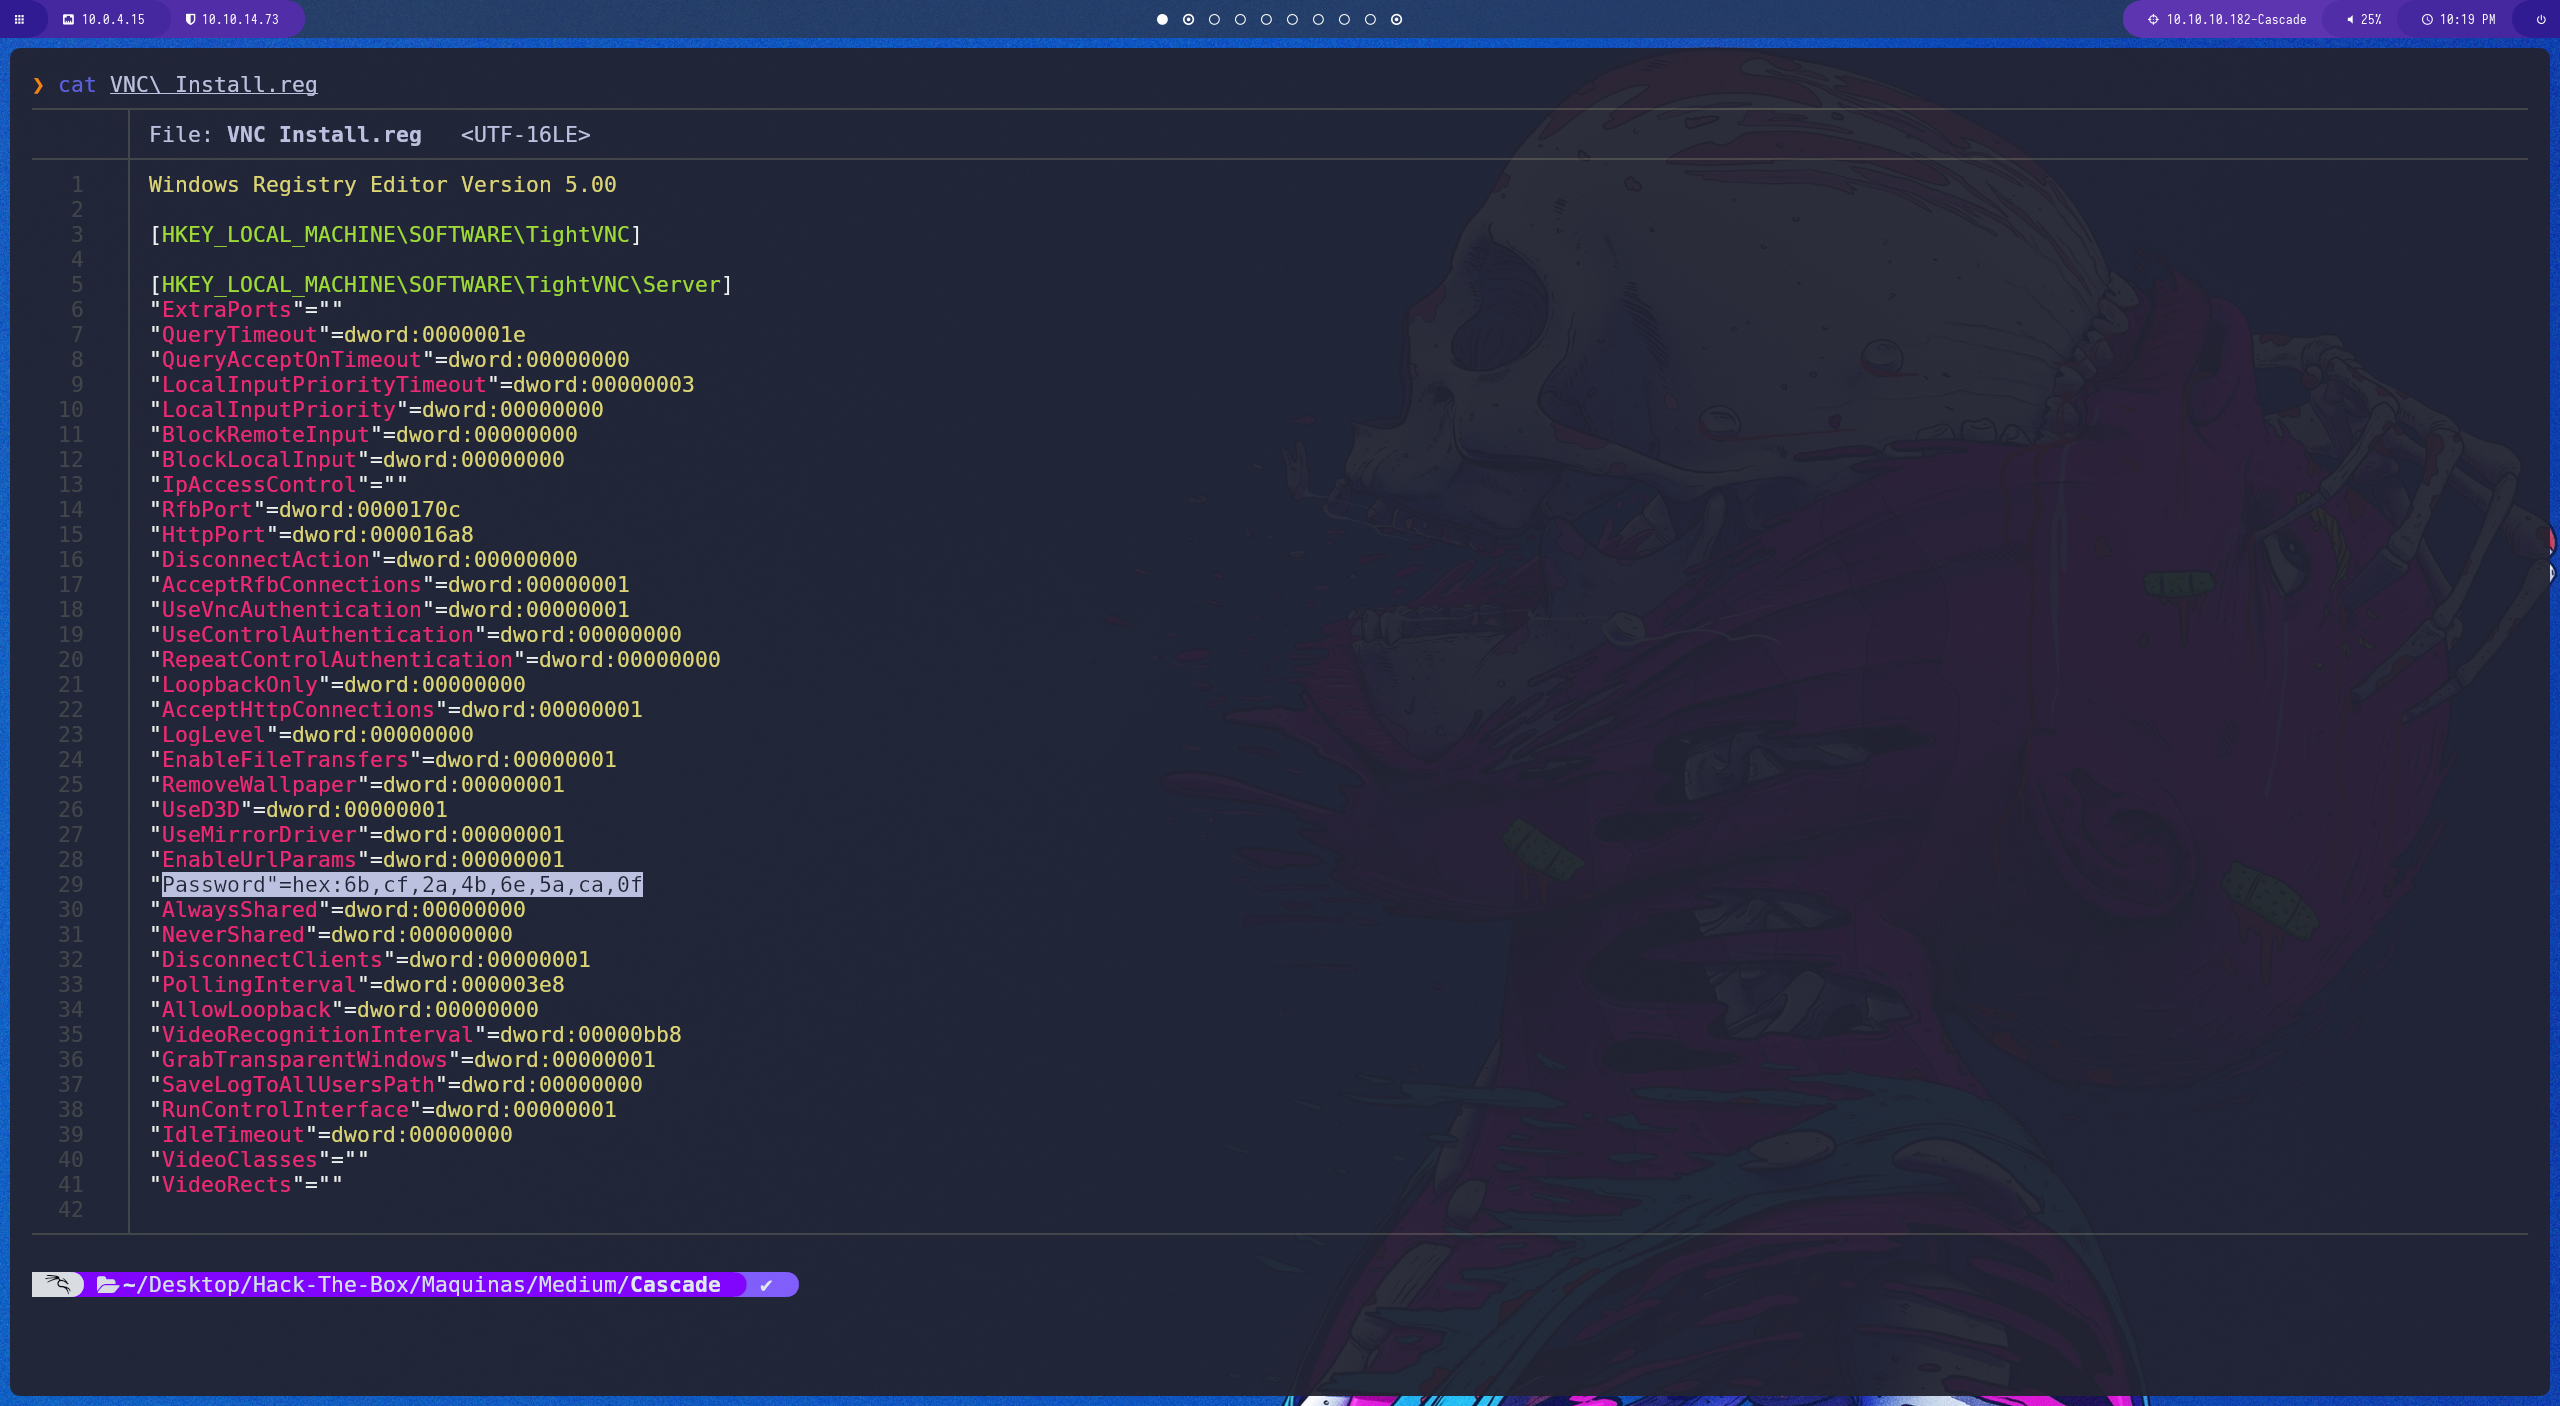 10.0.4.15 10.10.14.73 10.10.10.182-Cascade 25% 10:19 PM
❯ cat VNC\ Install.reg
File: VNC Install.reg <UTF-16LE>
1 Windows Registry Editor Version 5.00
2
3 [HKEY_LOCAL_MACHINE\SOFTWARE\TightVNC]
4
5 [HKEY_LOCAL_MACHINE\SOFTWARE\TightVNC\Server]
6 "ExtraPorts"=""
7 "QueryTimeout"=dword:0000001e
8 "QueryAcceptOnTimeout"=dword:00000000
9 "LocalInputPriorityTimeout"=dword:00000003
10 "LocalInputPriority"=dword:00000000
11 "BlockRemoteInput"=dword:00000000
12 "BlockLocalInput"=dword:00000000
13 "IpAccessControl"=""
14 "RfbPort"=dword:0000170c
15 "HttpPort"=dword:000016a8
16 "DisconnectAction"=dword:00000000
17 "AcceptRfbConnections"=dword:00000001
18 "UseVncAuthentication"=dword:00000001
19 "UseControlAuthentication"=dword:00000000
20 "RepeatControlAuthentication"=dword:00000000
21 "LoopbackOnly"=dword:00000000
22 "AcceptHttpConnections"=dword:00000001
23 "LogLevel"=dword:00000000
24 "EnableFileTransfers"=dword:00000001
25 "RemoveWallpaper"=dword:00000001
26 "UseD3D"=dword:00000001
27 "UseMirrorDriver"=dword:00000001
28 "EnableUrlParams"=dword:00000001
29 "Password"=hex:6b,cf,2a,4b,6e,5a,ca,0f
30 "AlwaysShared"=dword:00000000
31 "NeverShared"=dword:00000000
32 "DisconnectClients"=dword:00000001
33 "PollingInterval"=dword:000003e8
34 "AllowLoopback"=dword:00000000
35 "VideoRecognitionInterval"=dword:00000bb8
36 "GrabTransparentWindows"=dword:00000001
37 "SaveLogToAllUsersPath"=dword:00000000
38 "RunControlInterface"=dword:00000001
39 "IdleTimeout"=dword:00000000
40 "VideoClasses"=""
41 "VideoRects"=""
42
~/Desktop/Hack-The-Box/Maquinas/Medium/Cascade ✔